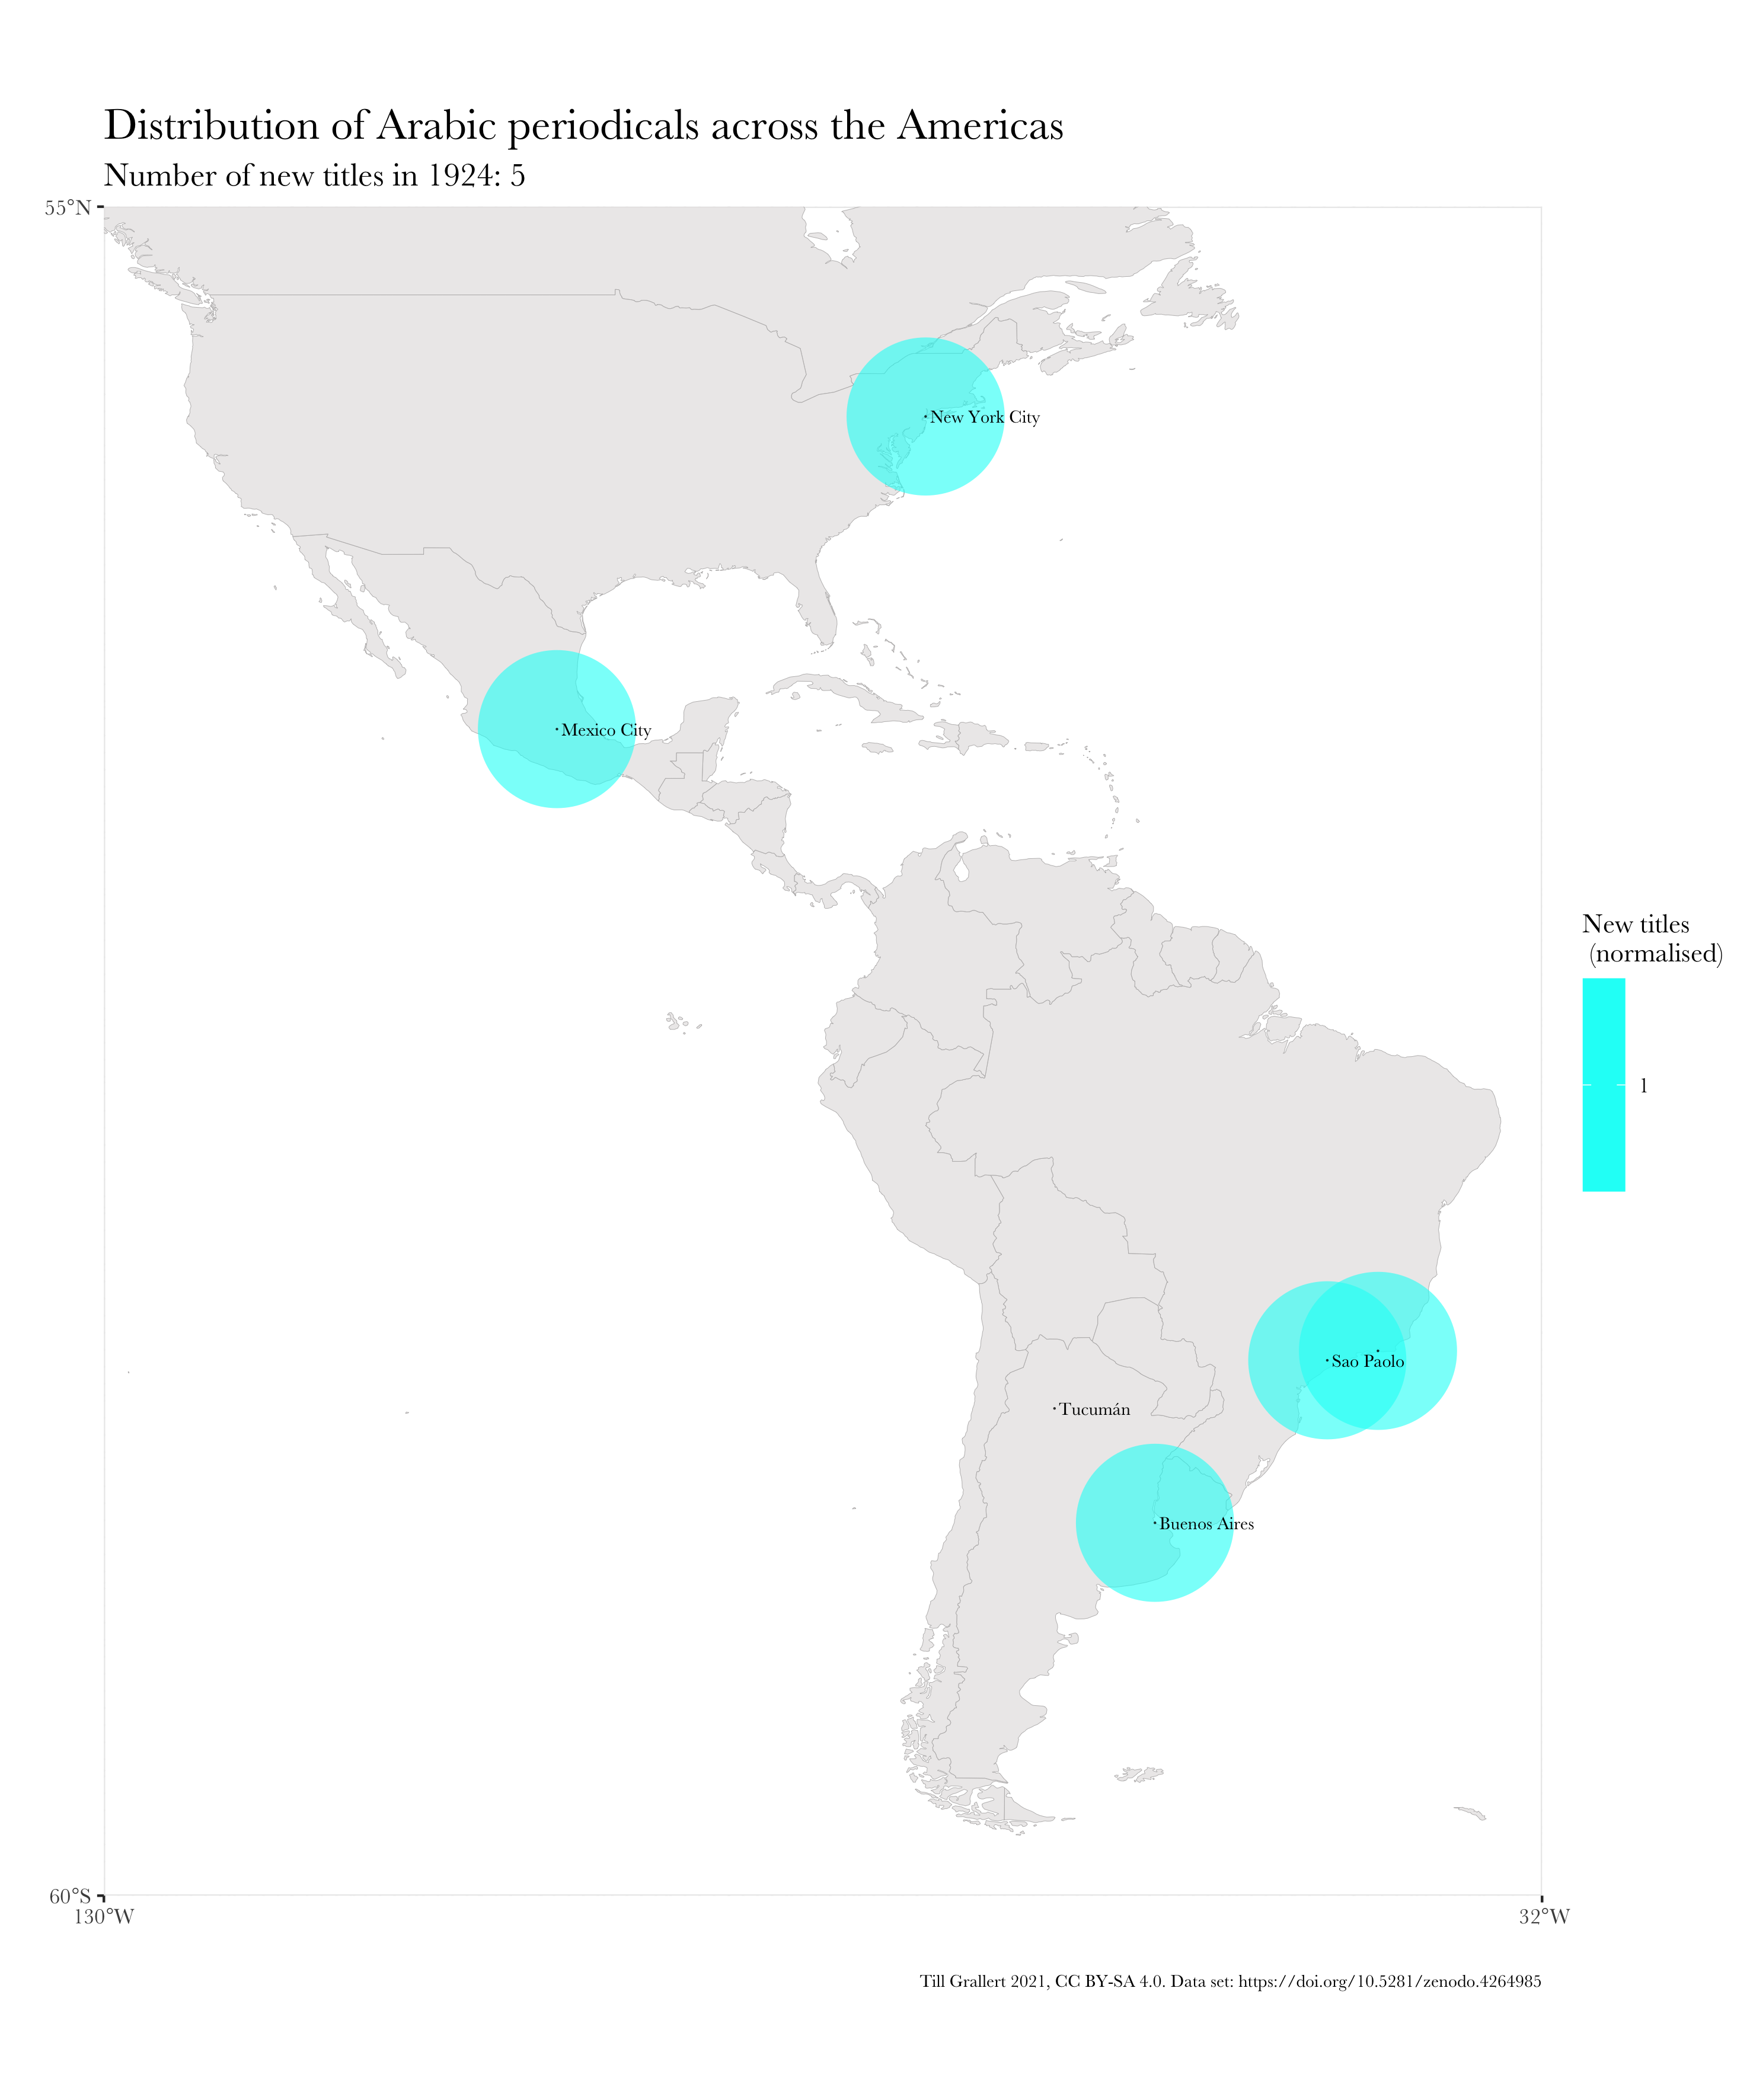 Distribution of Arabic periodicals across the Americas
Number of new titles in 1924: 5
55°N
New York City
Mexico City
New titles
(normalised)
1
Sao Paolo
Tucumán
Buenos Aires
60°S
130°W
32°W
Till Grallert 2021, CC BY-SA 4.0. Data set: https://doi.org/10.5281/zenodo.4264985